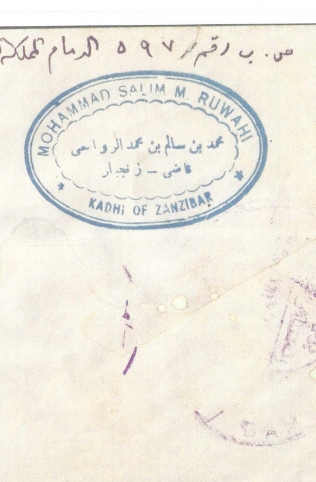 ص. ب رقم / ٥٩٧ الدمام المملكة
MOHAMMAD SALIM M. RUWAHI
محمد بن سالم بن محمد الرواحي
قاضي - زنجبار
KADHI OF ZANZIBAR